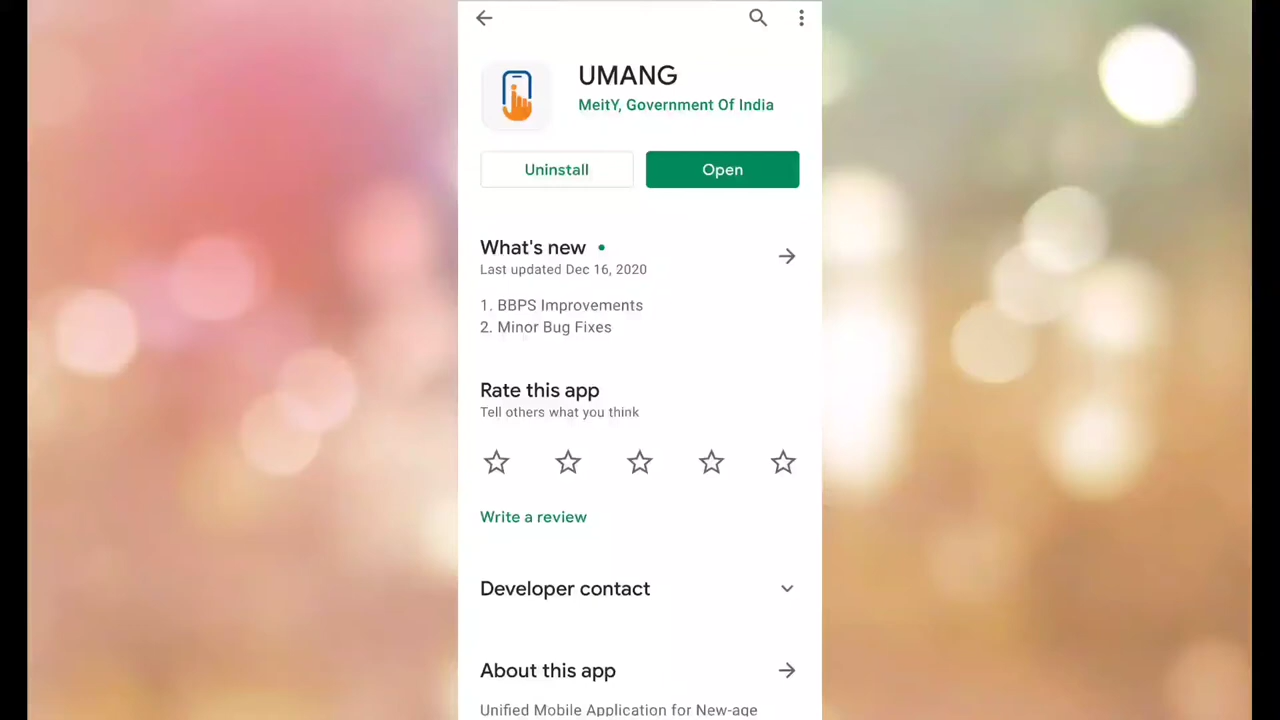 UMANG
MeitY, Government Of India
Uninstall
Open
What's new
Last updated Dec 16, 2020
1. BBPS Improvements
2. Minor Bug Fixes
Rate this app
Tell others what you think
Write a review
Developer contact
About this app
Unified Mobile Application for New-age